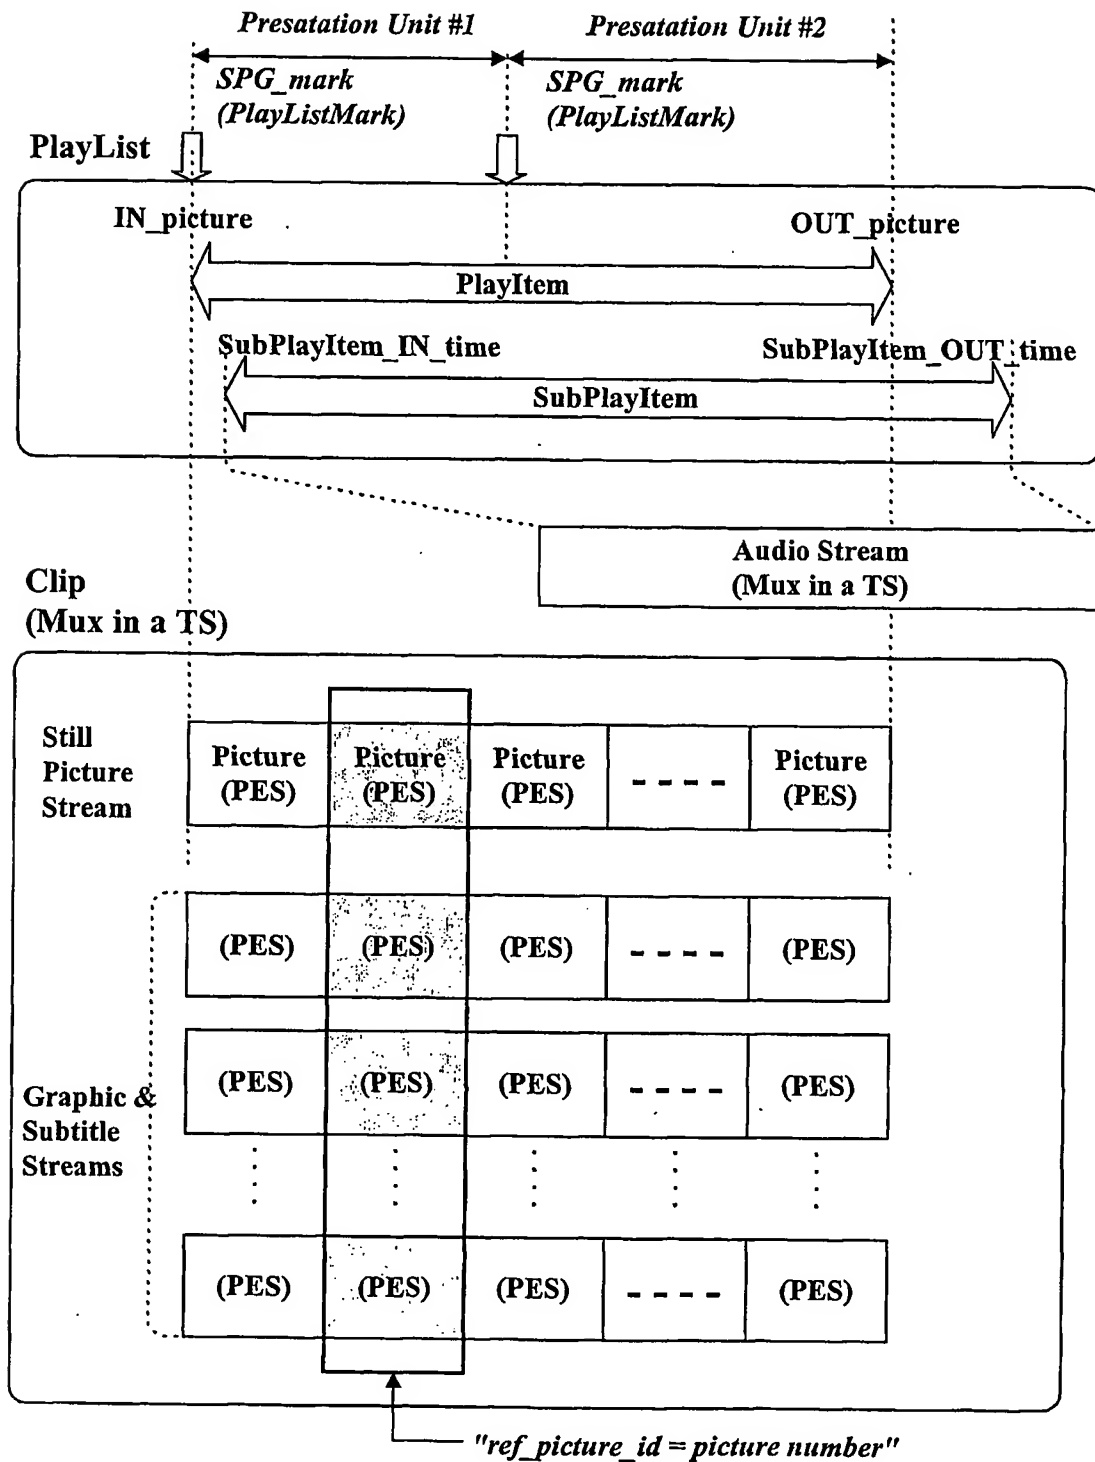 Presatation Unit #1
Presatation Unit #2
SPG_mark
(PlayListMark)
SPG_mark
(PlayListMark)
PlayList
IN_picture
OUT_picture
PlayItem
SubPlayItem_IN_time
SubPlayItem_OUT_time
SubPlayItem
Audio Stream
(Mux in a TS)
Clip
(Mux in a TS)
Still
Picture
Stream
Picture
(PES)
Picture
(PES)
Picture
(PES)
Picture
(PES)
(PES)
(PES)
(PES)
(PES)
Graphic &
Subtitle
Streams
(PES)
(PES)
(PES)
(PES)
(PES)
(PES)
(PES)
(PES)
"ref_picture_id = picture number"